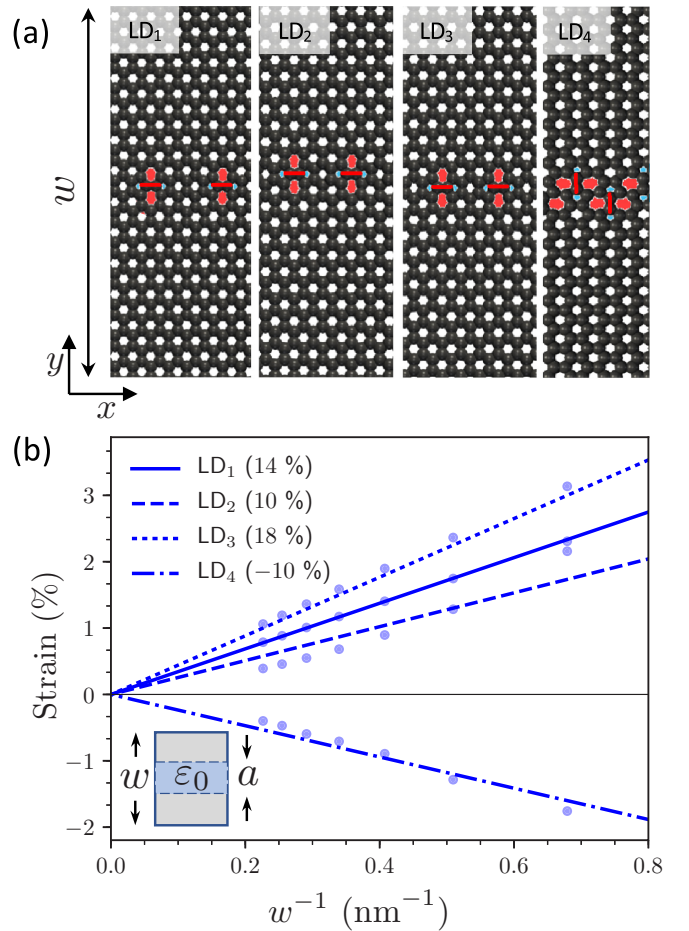 (a)
LD₁ LD₂ LD₃ LD₄
w
y
x
(b)
LD₁ (14 %)
LD₂ (10 %)
LD₃ (18 %)
LD₄ (−10 %)
Strain (%)
3
2
1
0
−1
−2
w ε₀ a
0.0 0.2 0.4 0.6 0.8
w⁻¹ (nm⁻¹)